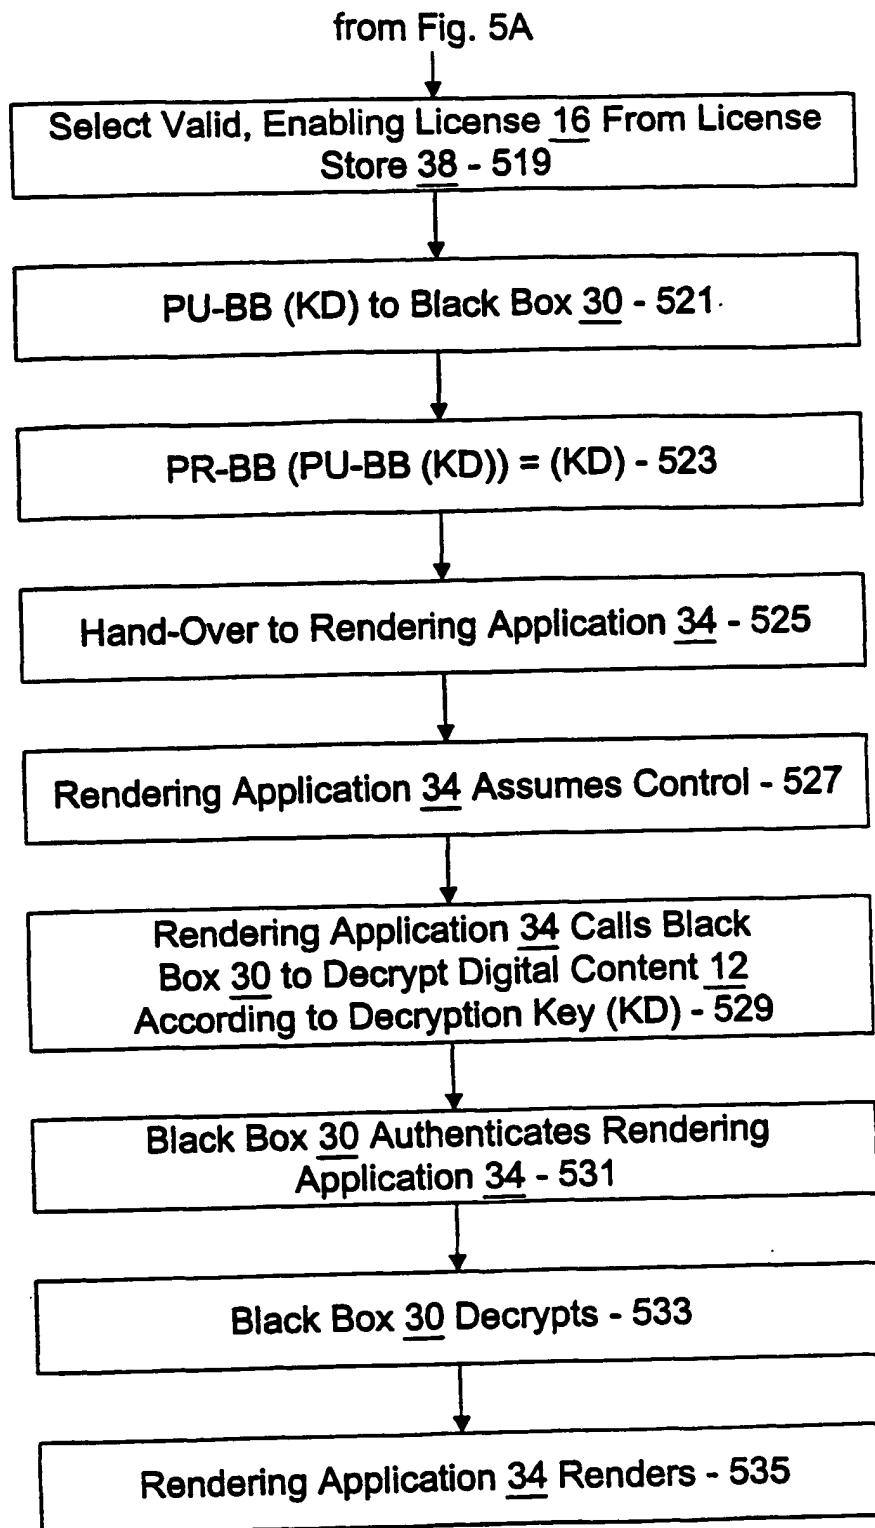 from Fig. 5A
Select Valid, Enabling License 16 From License
Store 38 - 519
PU-BB (KD) to Black Box 30 - 521
PR-BB (PU-BB (KD)) = (KD) - 523
Hand-Over to Rendering Application 34 - 525
Rendering Application 34 Assumes Control - 527
Rendering Application 34 Calls Black
Box 30 to Decrypt Digital Content 12
According to Decryption Key (KD) - 529
Black Box 30 Authenticates Rendering
Application 34 - 531
Black Box 30 Decrypts - 533
Rendering Application 34 Renders - 535